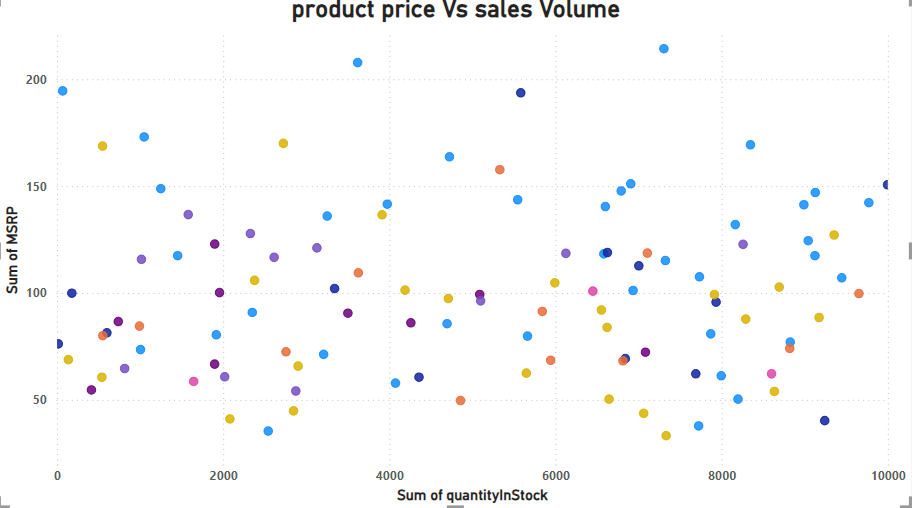 product price Vs sales Volume
200
150
100
50
Sum of MSRP
0 2000 4000 6000 8000 10000
Sum of quantityInStock